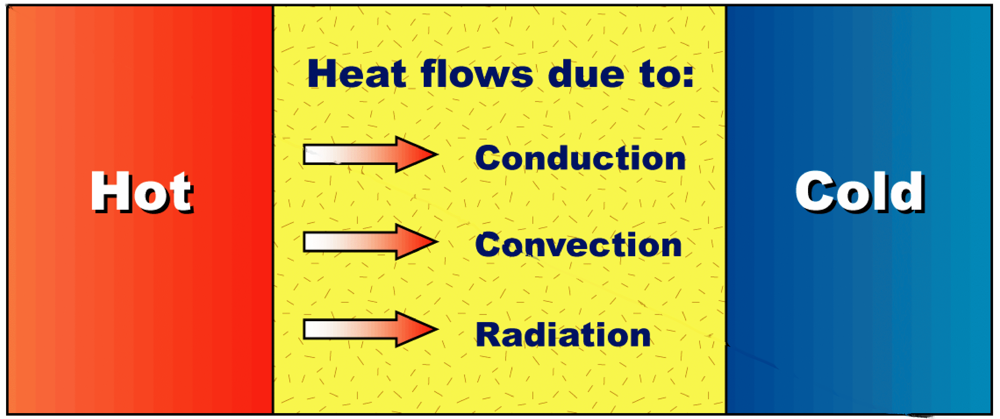 Heat flows due to:
Conduction
Hot
Cold
Convection
Radiation